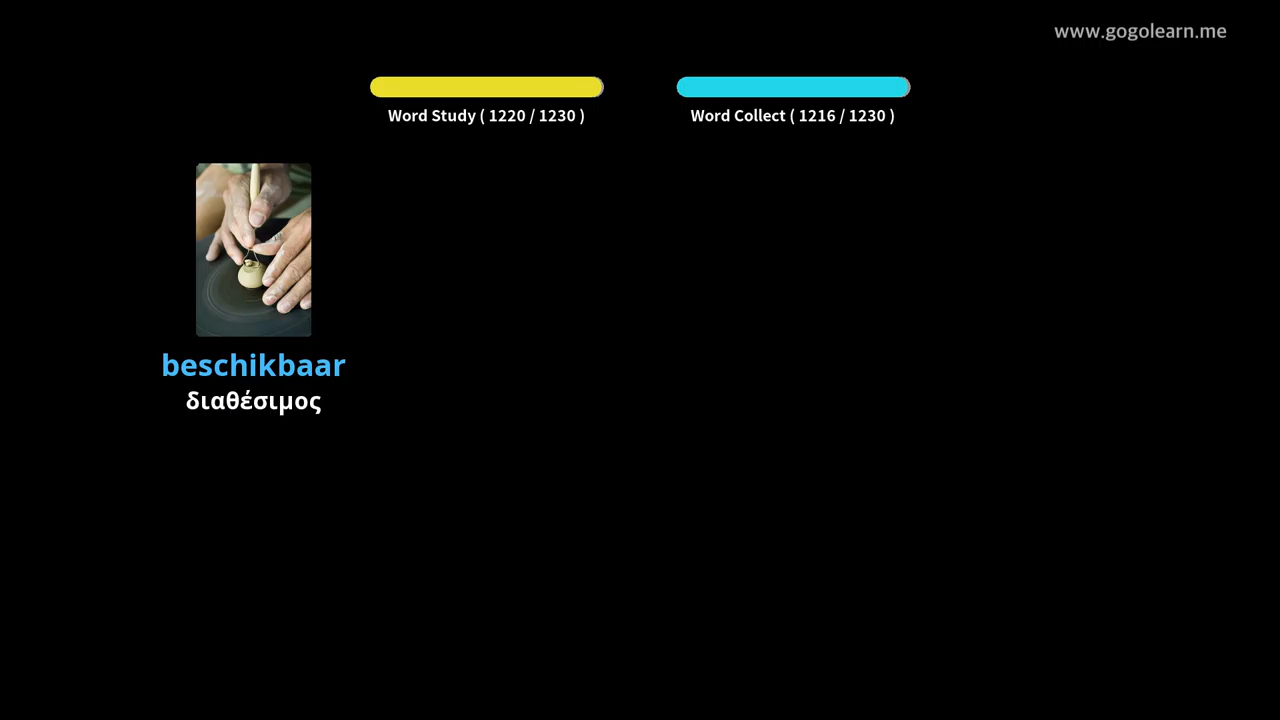 www.gogolearn.me
Word Study ( 1220 / 1230 )
Word Collect ( 1216 / 1230 )
beschikbaar
διαθέσιμος